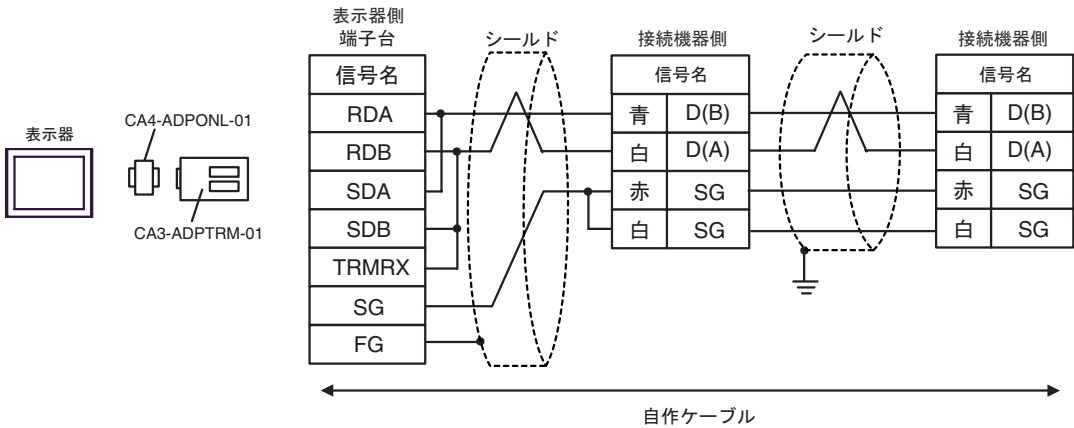 表示器
CA4-ADPONL-01
CA3-ADPTRM-01
表示器側
端子台
信号名
RDA
RDB
SDA
SDB
TRMRX
SG
FG
シールド
接続機器側
信号名
青 D(B)
白 D(A)
赤 SG
白 SG
シールド
接続機器側
信号名
青 D(B)
白 D(A)
赤 SG
白 SG
自作ケーブル